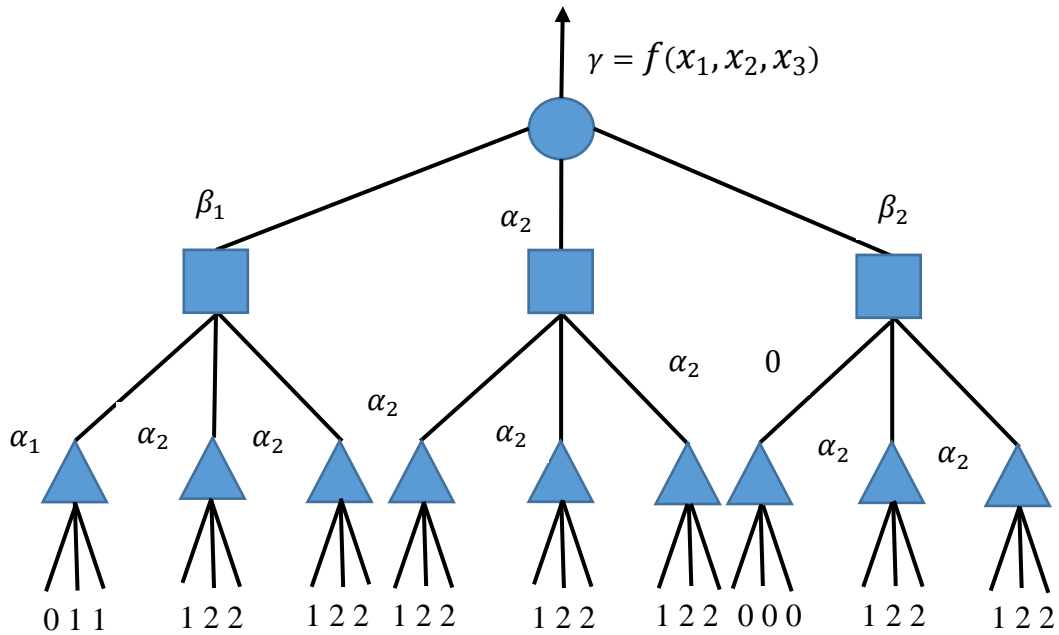 γ = f(x₁, x₂, x₃)
β₁
α₂
β₂
α₂ 0
α₂
α₁ α₂ α₂ α₂ α₂ α₂
0 1 1 1 2 2 1 2 2 1 2 2 1 2 2 1 2 2 0 0 0 1 2 2 1 2 2